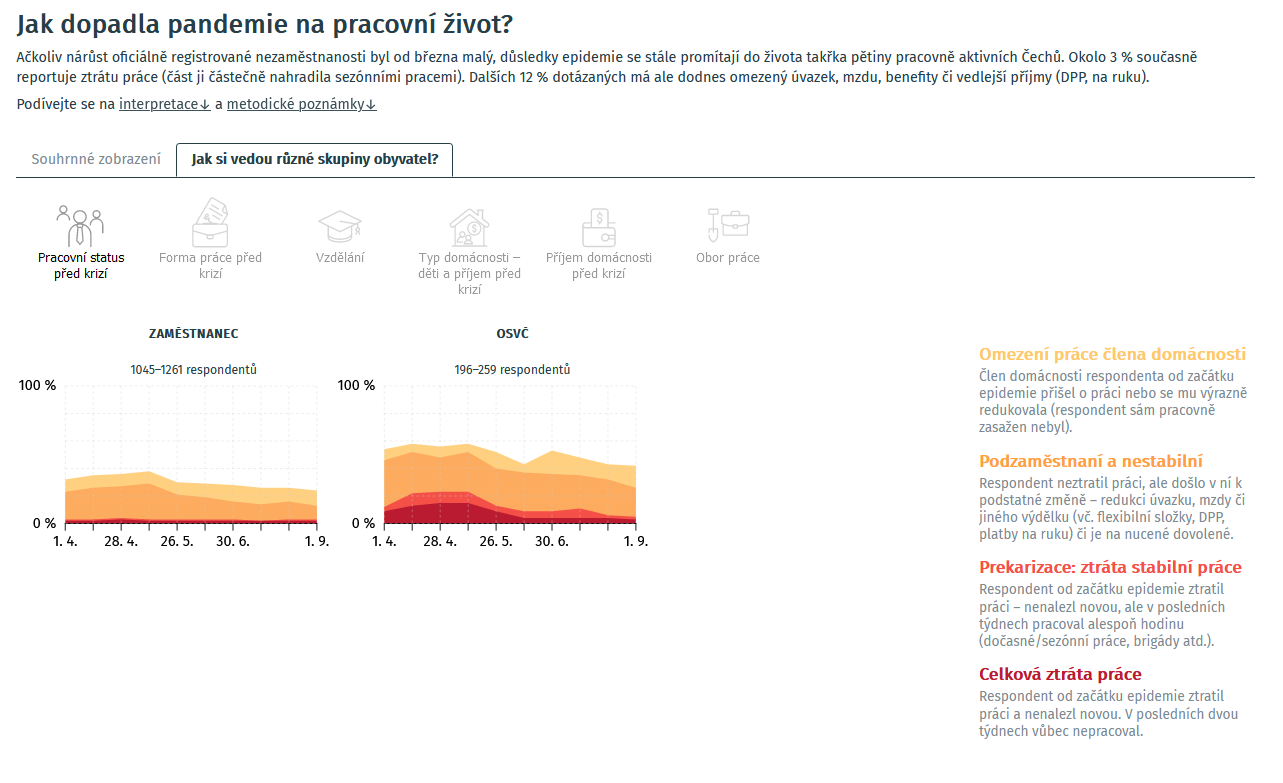 Jak dopadla pandemie na pracovní život?
Ačkoliv nárůst oficiálně registrované nezaměstnanosti byl od března malý, důsledky epidemie se stále promítají do života takřka pětiny pracovně aktivních Čechů. Okolo 3 % současně
reportuje ztrátu práce (část ji částečně nahradila sezónními pracemi). Dalších 12 % dotázaných má ale dodnes omezený úvazek, mzdu, benefity či vedlejší příjmy (DPP, na ruku).
Podívejte se na interpretace↓ a metodické poznámky↓
Souhrnné zobrazení
Jak si vedou různé skupiny obyvatel?
Pracovní status
před krizí
Forma práce před
krizí
Vzdělání
Typ domácnosti –
děti a příjem před
krizí
Příjem domácnosti
před krizí
Obor práce
ZAMĚSTNANEC
1045–1261 respondentů
100 %
0 %
1. 4.
28. 4.
26. 5.
30. 6.
1. 9.
OSVČ
196–259 respondentů
100 %
0 %
1. 4.
28. 4.
26. 5.
30. 6.
1. 9.
Omezení práce člena domácnosti
Člen domácnosti respondenta od začátku
epidemie přišel o práci nebo se mu výrazně
redukovala (respondent sám pracovně
zasažen nebyl).
Podzaměstnaní a nestabilní
Respondent neztratil práci, ale došlo v ní k
podstatné změně – redukci úvazku, mzdy či
jiného výdělku (vč. flexibilní složky, DPP,
platby na ruku) či je na nucené dovolené.
Prekarizace: ztráta stabilní práce
Respondent od začátku epidemie ztratil
práci – nenalezl novou, ale v posledních
týdnech pracoval alespoň hodinu
(dočasné/sezónní práce, brigády atd.).
Celková ztráta práce
Respondent od začátku epidemie ztratil
práci a nenalezl novou. V posledních dvou
týdnech vůbec nepracoval.